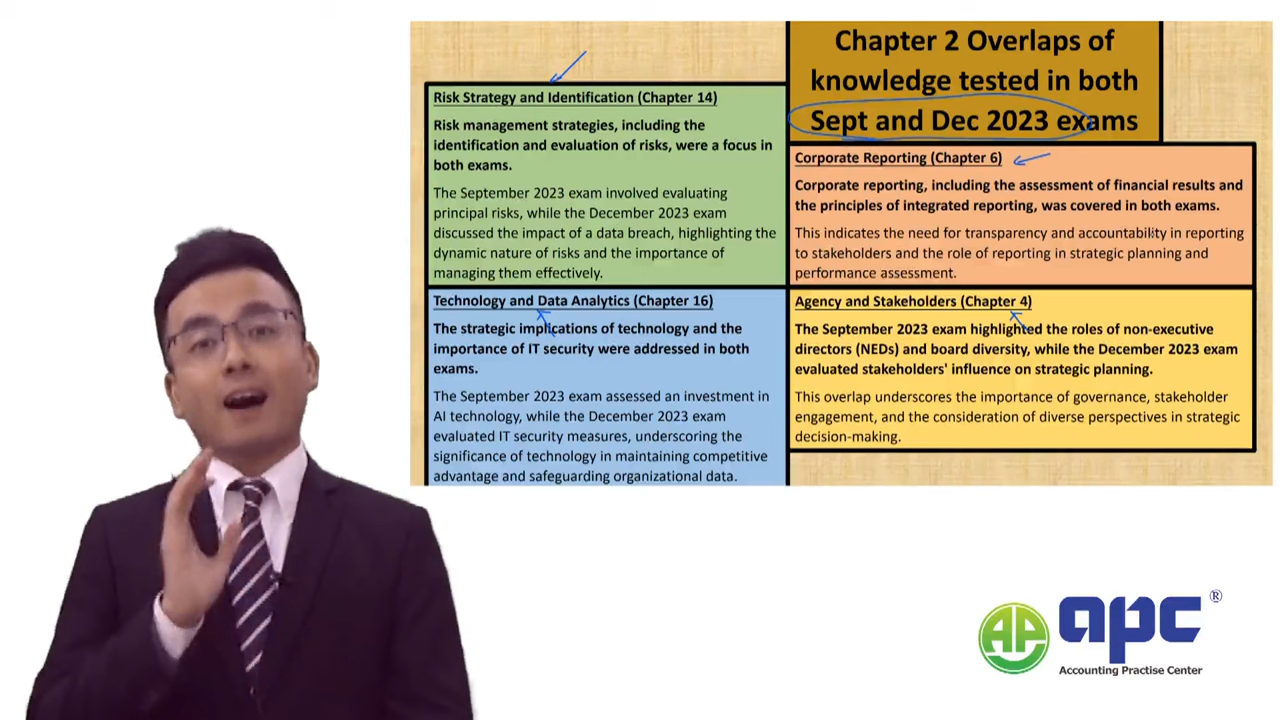 Chapter 2 Overlaps of
knowledge tested in both
Sept and Dec 2023 exams
Risk Strategy and Identification (Chapter 14)
Risk management strategies, including the
identification and evaluation of risks, were a focus in
both exams.
The September 2023 exam involved evaluating
principal risks, while the December 2023 exam
discussed the impact of a data breach, highlighting the
dynamic nature of risks and the importance of
managing them effectively.
Corporate Reporting (Chapter 6)
Corporate reporting, including the assessment of financial results and
the principles of integrated reporting, was covered in both exams.
This indicates the need for transparency and accountability in reporting
to stakeholders and the role of reporting in strategic planning and
performance assessment.
Technology and Data Analytics (Chapter 16)
The strategic implications of technology and the
importance of IT security were addressed in both
exams.
The September 2023 exam assessed an investment in
AI technology, while the December 2023 exam
evaluated IT security measures, underscoring the
significance of technology in maintaining competitive
advantage and safeguarding organizational data.
Agency and Stakeholders (Chapter 4)
The September 2023 exam highlighted the roles of non-executive
directors (NEDs) and board diversity, while the December 2023 exam
evaluated stakeholders' influence on strategic planning.
This overlap underscores the importance of governance, stakeholder
engagement, and the consideration of diverse perspectives in strategic
decision-making.
AP
apc®
Accounting Practise Center